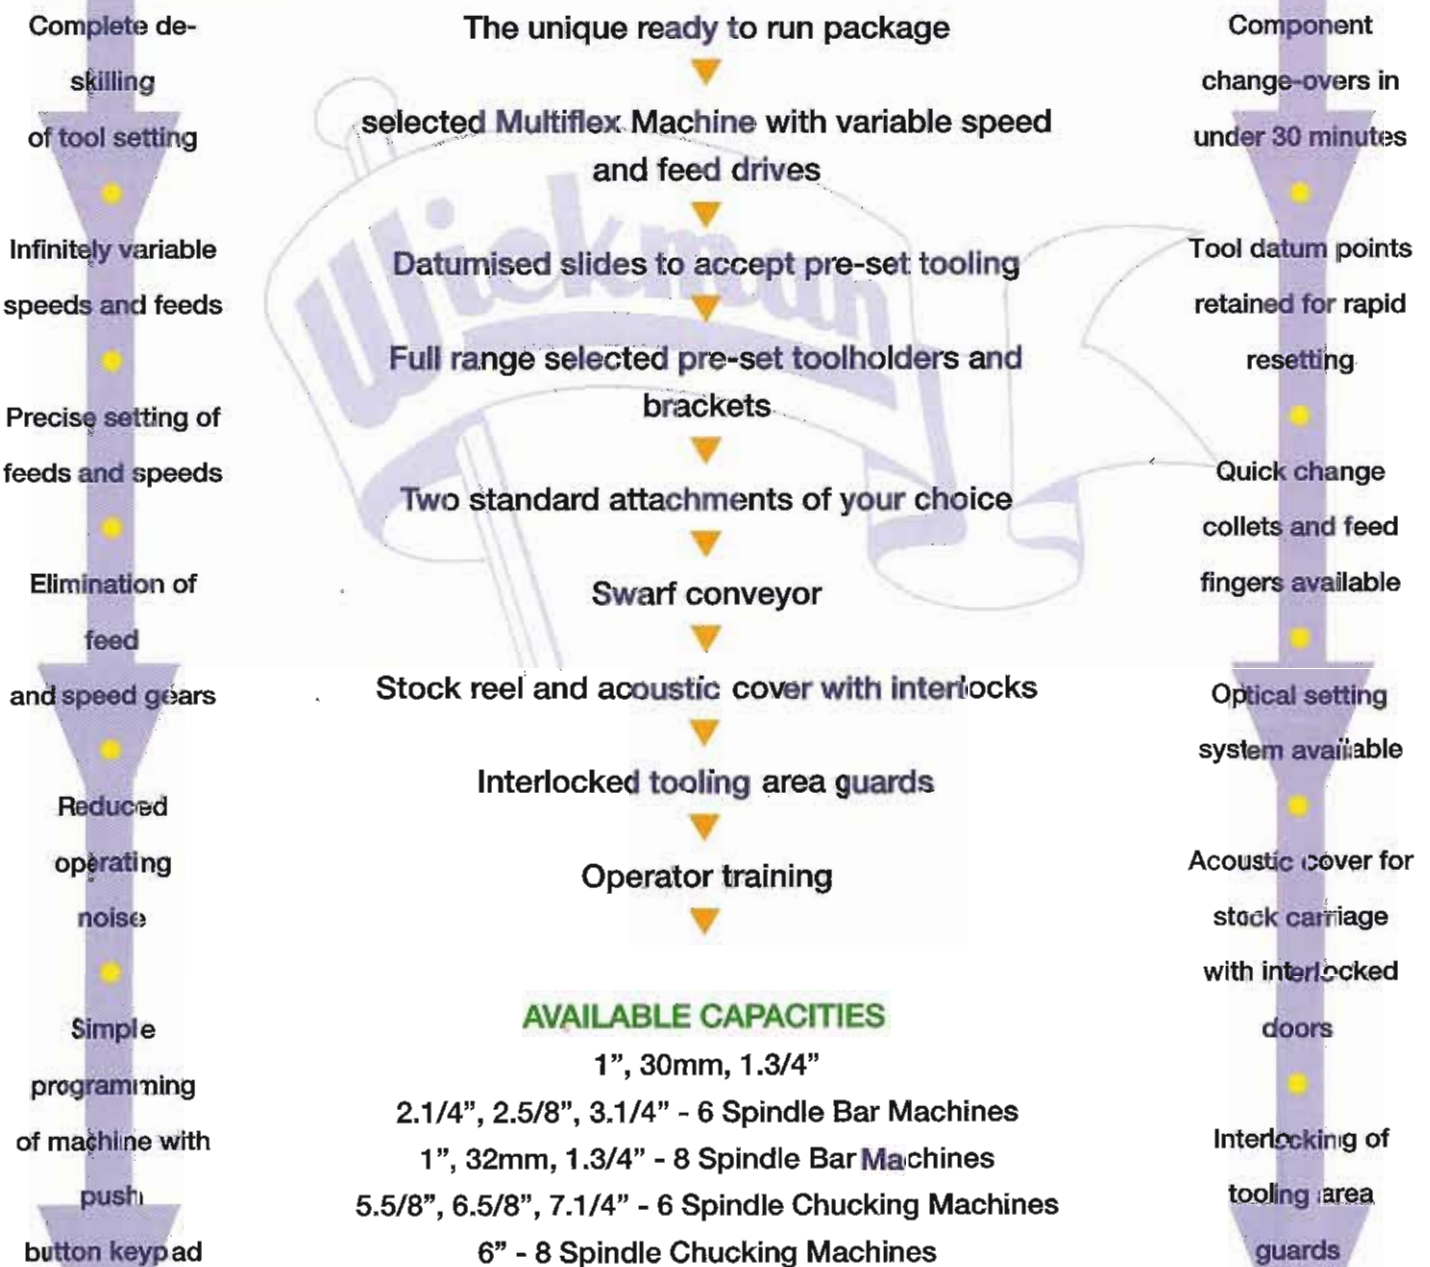 Complete de-
skilling
of tool setting
Infinitely variable
speeds and feeds
Precise setting of
feeds and speeds
Elimination of
feed
and speed gears
Reduced
operating
noise
Simple
programming
of machine with
push
button keypad
The unique ready to run package
selected Multiflex Machine with variable speed
and feed drives
Datumised slides to accept pre-set tooling
Full range selected pre-set toolholders and
brackets
Two standard attachments of your choice
Swarf conveyor
Stock reel and acoustic cover with interlocks
Interlocked tooling area guards
Operator training
Wickman
AVAILABLE CAPACITIES
1”, 30mm, 1.3/4”
2.1/4”, 2.5/8”, 3.1/4” - 6 Spindle Bar Machines
1”, 32mm, 1.3/4” - 8 Spindle Bar Machines
5.5/8”, 6.5/8”, 7.1/4” - 6 Spindle Chucking Machines
6” - 8 Spindle Chucking Machines
Component
change-overs in
under 30 minutes
Tool datum points
retained for rapid
resetting
Quick change
collets and feed
fingers available
Optical setting
system available
Acoustic cover for
stock carriage
with interlocked
doors
Interlocking of
tooling area
guards